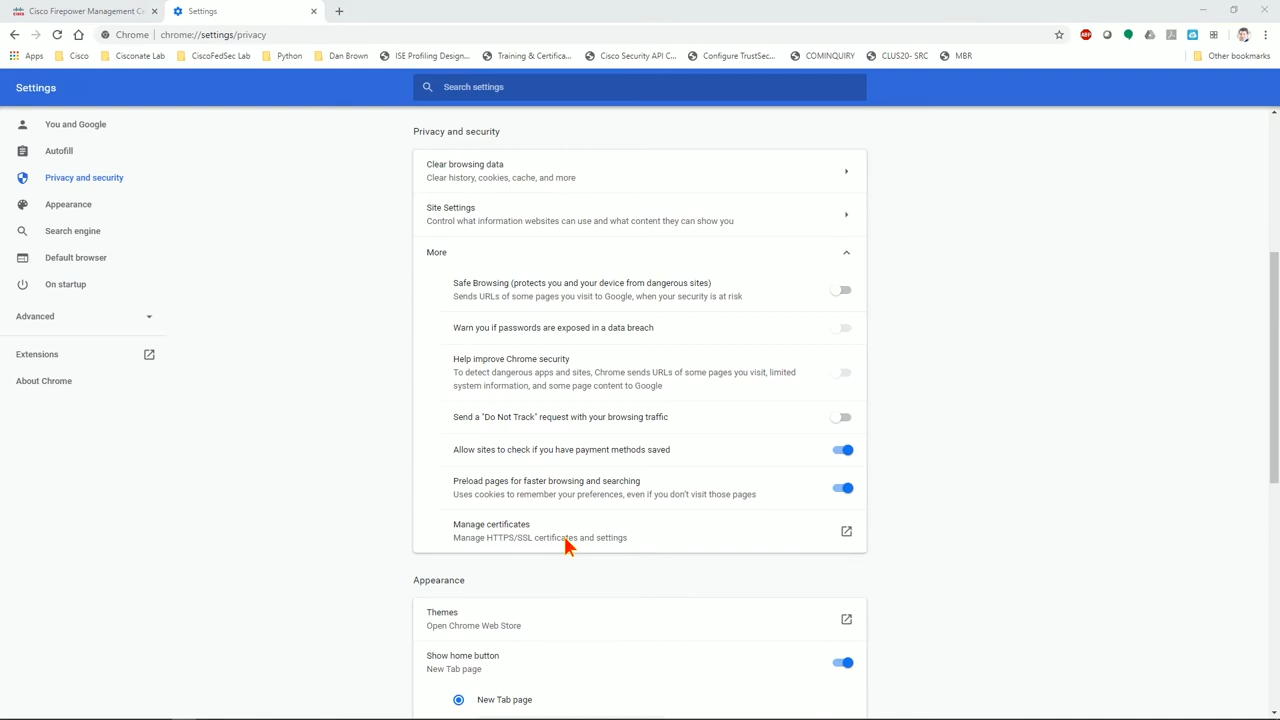 Cisco Firepower Management C
Settings
Chrome | chrome://settings/privacy
Apps
Cisco
Cisconate Lab
CiscoFedSec Lab
Python
Dan Brown
ISE Profiling Design...
Training & Certifica...
Cisco Security API C...
Configure TrustSec...
COMINQUIRY
CLUS20- SRC
MBR
Other bookmarks
ABP
Settings
Search settings
You and Google
Autofill
Privacy and security
Appearance
Search engine
Default browser
On startup
Advanced
Extensions
About Chrome
Privacy and security
Clear browsing data
Clear history, cookies, cache, and more
Site Settings
Control what information websites can use and what content they can show you
More
Safe Browsing (protects you and your device from dangerous sites)
Sends URLs of some pages you visit to Google, when your security is at risk
Warn you if passwords are exposed in a data breach
Help improve Chrome security
To detect dangerous apps and sites, Chrome sends URLs of some pages you visit, limited
system information, and some page content to Google
Send a "Do Not Track" request with your browsing traffic
Allow sites to check if you have payment methods saved
Preload pages for faster browsing and searching
Uses cookies to remember your preferences, even if you don't visit those pages
Manage certificates
Manage HTTPS/SSL certificates and settings
Appearance
Themes
Open Chrome Web Store
Show home button
New Tab page
New Tab page